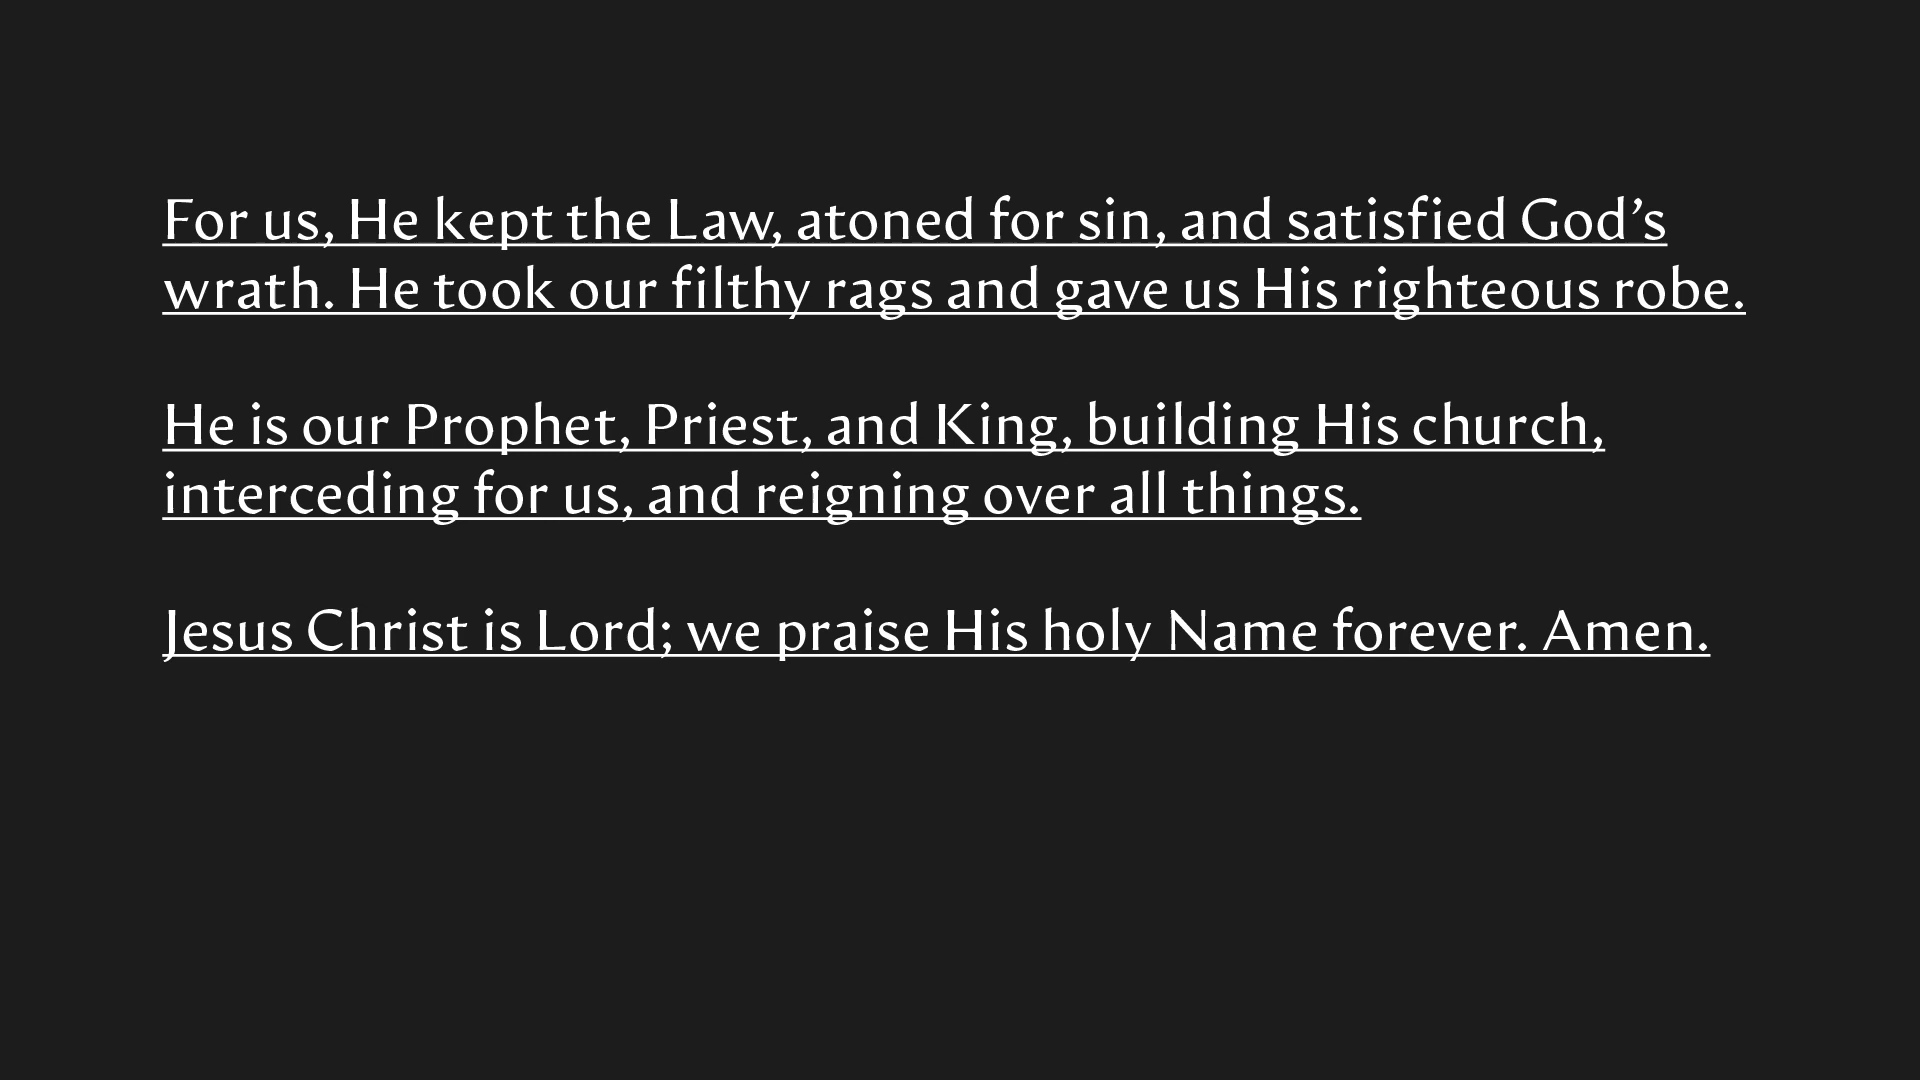 For us, He kept the Law, atoned for sin, and satisfied God’s
wrath. He took our filthy rags and gave us His righteous robe.
He is our Prophet, Priest, and King, building His church,
interceding for us, and reigning over all things.
Jesus Christ is Lord; we praise His holy Name forever. Amen.